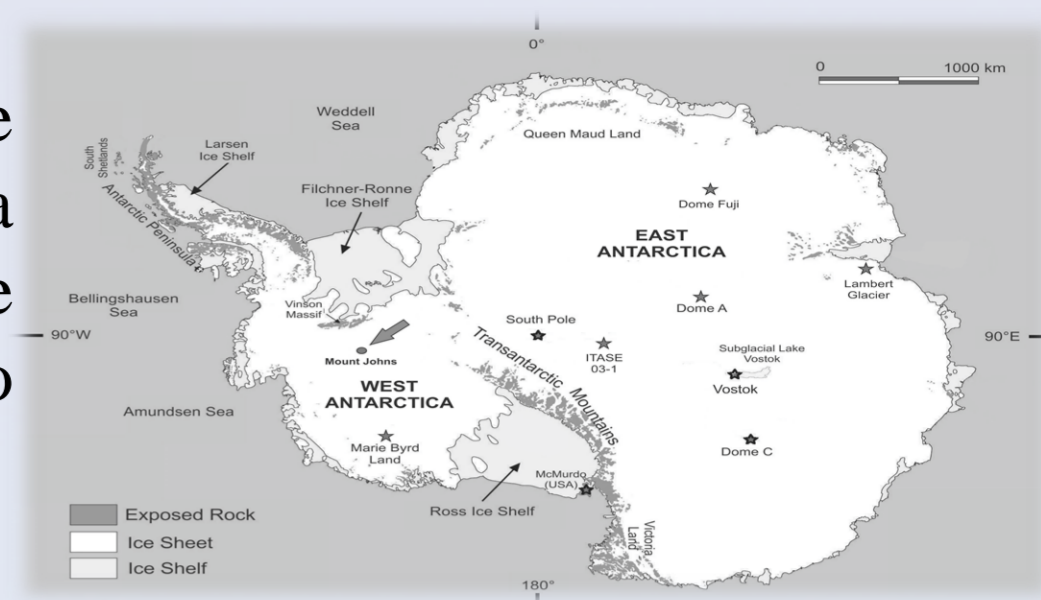 e
a
e
o
0°
0 1000 km
Weddell
Sea
Queen Maud Land
South
Shetlands
Larsen
Ice Shelf
Filchner-Ronne
Ice Shelf
Antarctic Peninsula
Dome Fuji
EAST
ANTARCTICA
Lambert
Glacier
Bellingshausen
Sea
Dome A
Vinson
Massif
South Pole
90°W
90°E
Mount Johns
Transantarctic Mountains
ITASE
03-1
Subglacial Lake
Vostok
Vostok
WEST
ANTARCTICA
Amundsen Sea
Marie Byrd
Land
Dome C
McMurdo
(USA)
Ross Ice Shelf
Victoria
Land
Exposed Rock
Ice Sheet
Ice Shelf
180°